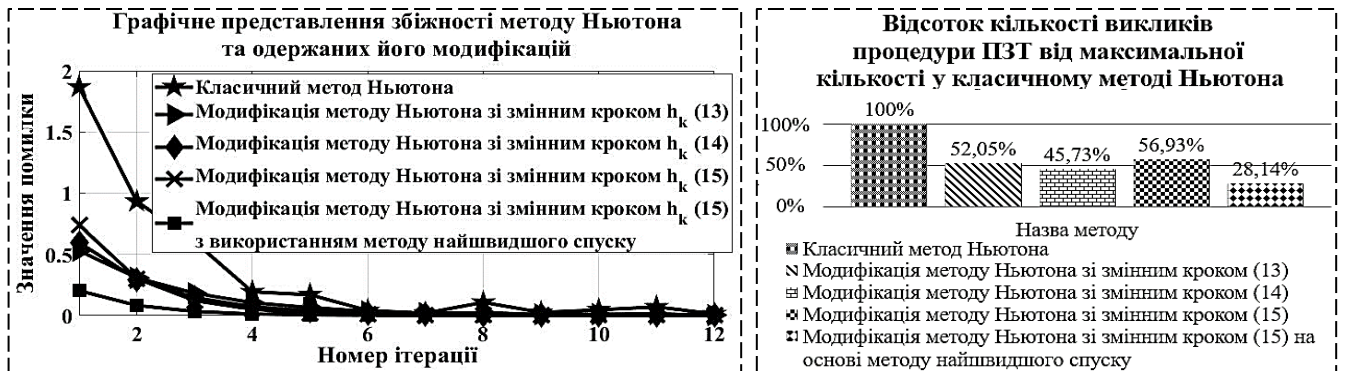 Графічне представлення збіжності методу Ньютона
та одержаних його модифікацій
Значення помилки
2
1.5
1
0.5
0
Класичний метод Ньютона
Модифікація методу Ньютона зі змінним кроком h_k (13)
Модифікація методу Ньютона зі змінним кроком h_k (14)
Модифікація методу Ньютона зі змінним кроком h_k (15)
Модифікація методу Ньютона зі змінним кроком h_k (15)
з використанням методу найшвидшого спуску
2 4 6 8 10 12
Номер ітерації
Відсоток кількості викликів
процедури ПЗТ від максимальної
кількості у класичному методі Ньютона
100%
50%
0%
100%
52,05%
45,73%
56,93%
28,14%
Назва методу
Класичний метод Ньютона
Модифікація методу Ньютона зі змінним кроком (13)
Модифікація методу Ньютона зі змінним кроком (14)
Модифікація методу Ньютона зі змінним кроком (15)
Модифікація методу Ньютона зі змінним кроком (15) на
основі методу найшвидшого спуску